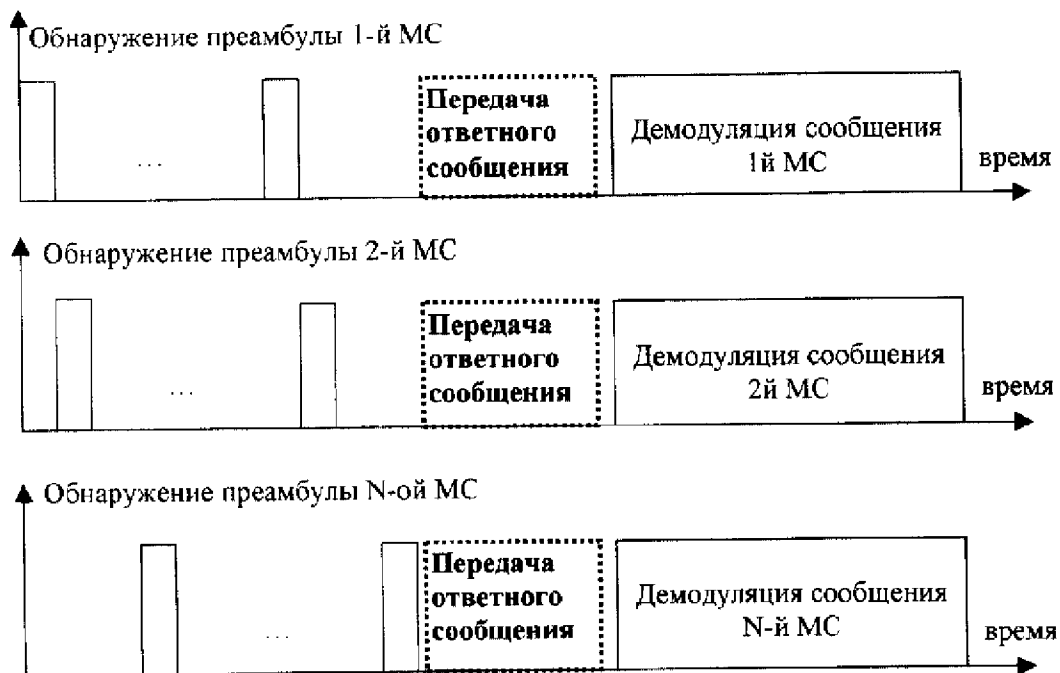 Обнаружение преамбулы 1-й МС
Передача
ответного
сообщения
Демодуляция сообщения
1й МС
...
время
Обнаружение преамбулы 2-й МС
Передача
ответного
сообщения
Демодуляция сообщения
2й МС
...
время
Обнаружение преамбулы N-ой МС
Передача
ответного
сообщения
Демодуляция сообщения
N-й МС
...
время